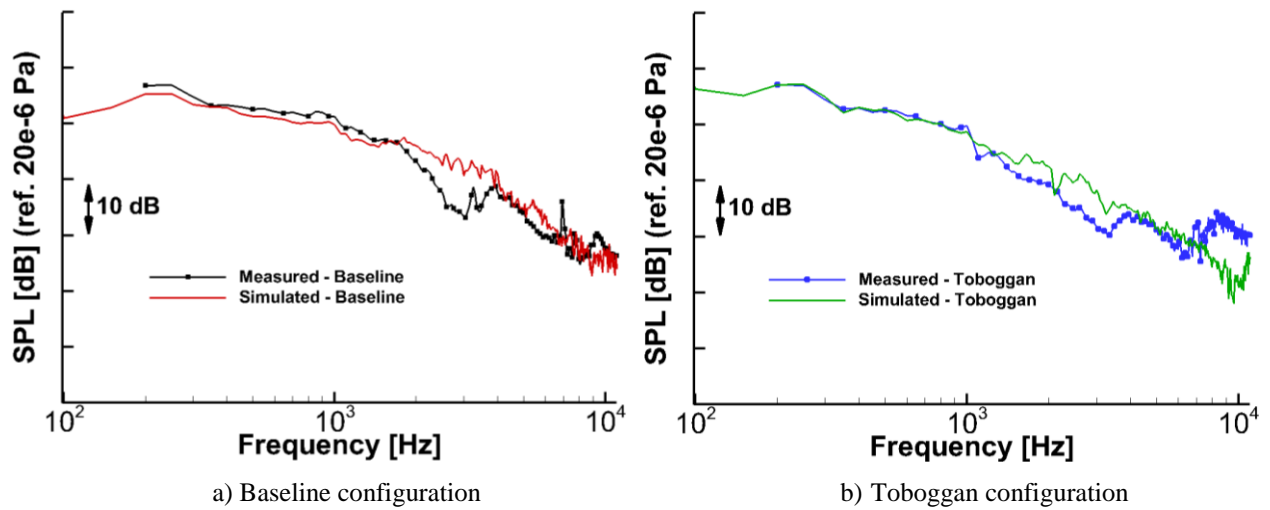 SPL [dB] (ref. 20e-6 Pa)
10 dB
Measured - Baseline
Simulated - Baseline
10² 10³ 10⁴
Frequency [Hz]
a) Baseline configuration
SPL [dB] (ref. 20e-6 Pa)
10 dB
Measured - Toboggan
Simulated - Toboggan
10² 10³ 10⁴
Frequency [Hz]
b) Toboggan configuration